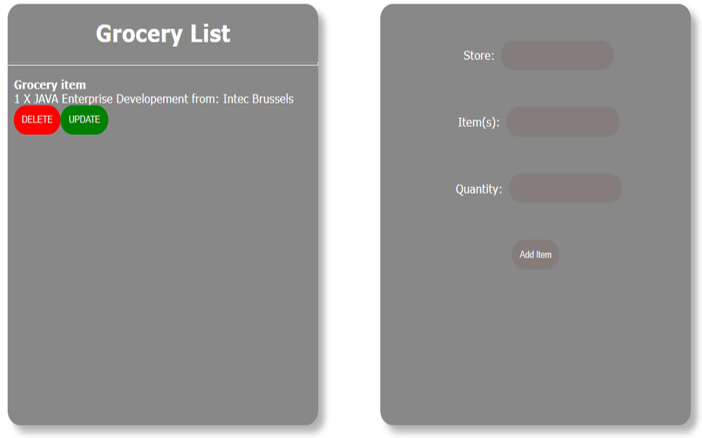 Grocery List
Grocery item
1 X JAVA Enterprise Developement from: Intec Brussels
DELETE UPDATE
Store:
Item(s):
Quantity:
Add Item